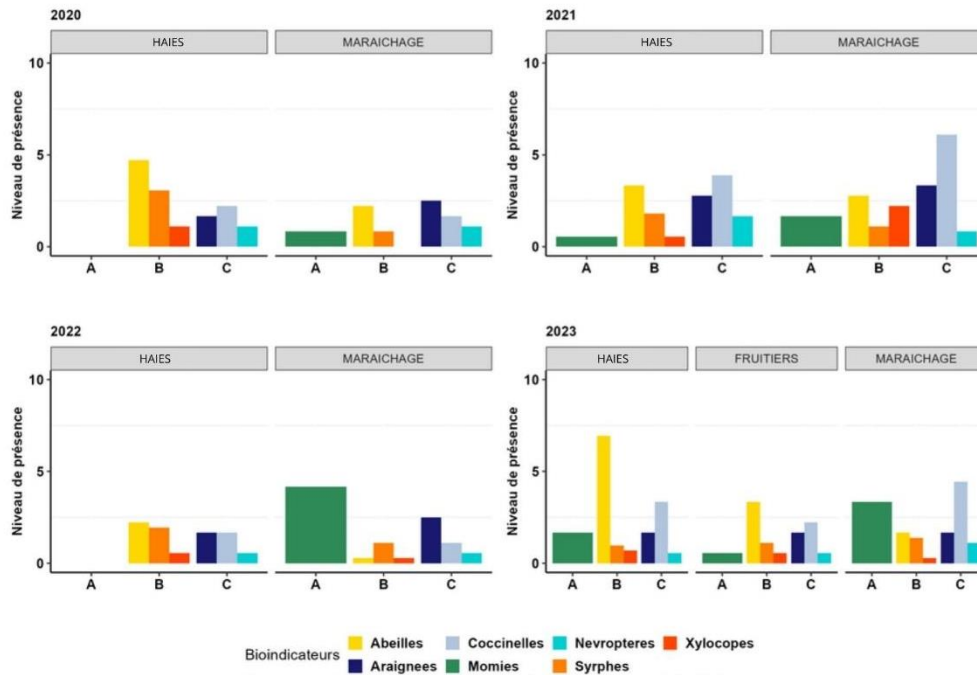 2020
HAIES MARAICHAGE
Niveau de présence
10
5
0
A B C A B C
2021
HAIES MARAICHAGE
Niveau de présence
10
5
0
A B C A B C
2022
HAIES MARAICHAGE
Niveau de présence
10
5
0
A B C A B C
2023
HAIES FRUITIERS MARAICHAGE
Niveau de présence
10
5
0
A B C A B C A B C
Bioindicateurs
Abeilles Coccinelles Nevropteres Xylocopes
Araignees Momies Syrphes